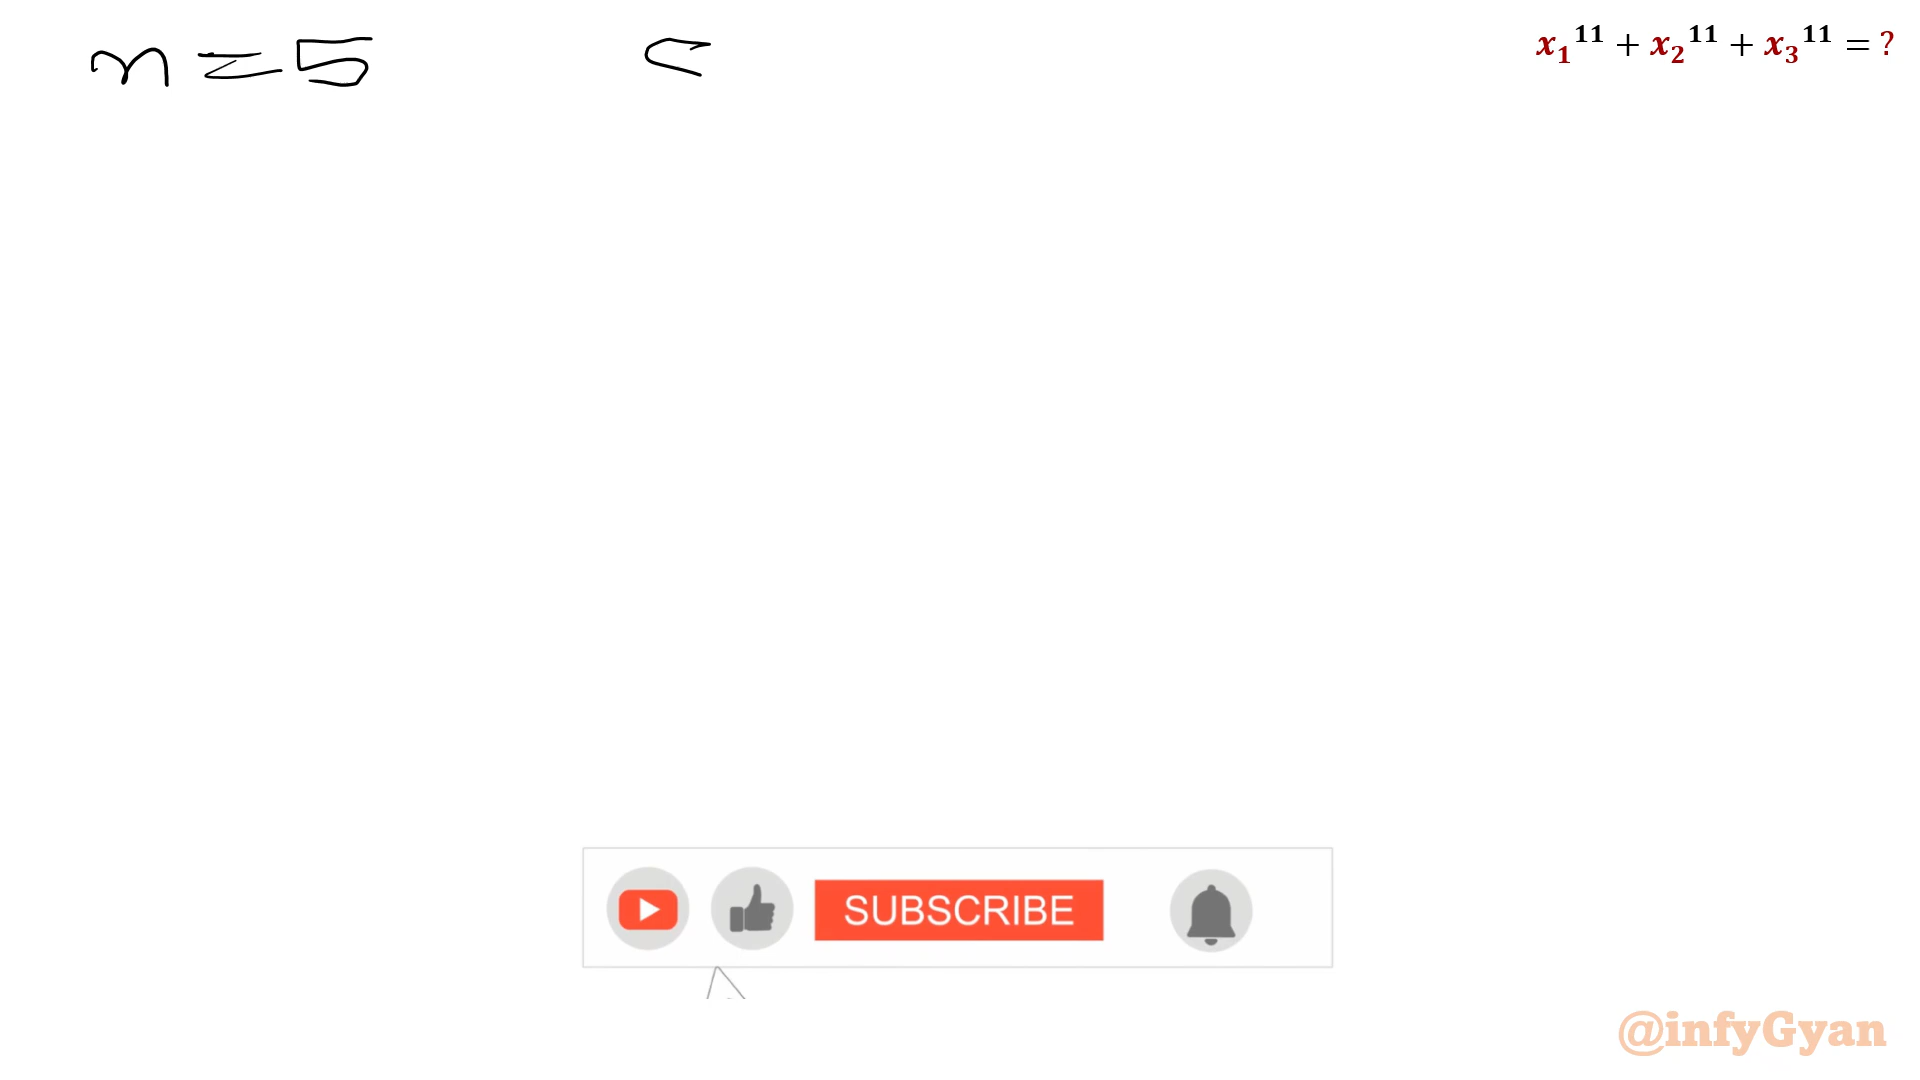 n = 5
x₁¹¹ + x₂¹¹ + x₃¹¹ = ?
SUBSCRIBE
@infyGyan